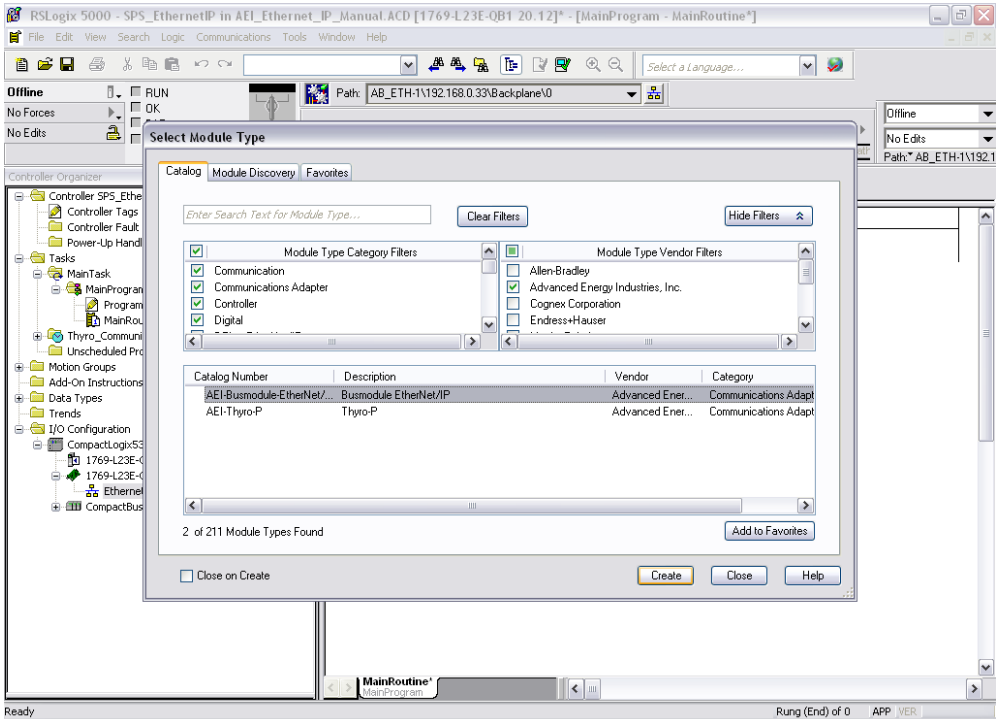 RSLogix 5000 - SPS_EthernetIP in AEI_Ethernet_IP_Manual.ACD [1769-L23E-QB1 20.12]* - [MainProgram - MainRoutine*]
File Edit View Search Logic Communications Tools Window Help
Select a Language...
Offline RUN
No Forces OK
No Edits
Path: AB_ETH-1\192.168.0.33\Backplane\0
Offline
No Edits
Path:* AB_ETH-1\192.1
Controller Organizer
Controller SPS_Ethe
Controller Tags
Controller Fault
Power-Up Handl
Tasks
MainTask
MainProgram
Program
MainRou
Thyro_Communi
Unscheduled Pro
Motion Groups
Add-On Instructions
Data Types
Trends
I/O Configuration
CompactLogix53
1769-L23E-Q
1769-L23E-Q
Ethernet
CompactBus
Select Module Type
Catalog Module Discovery Favorites
Enter Search Text for Module Type...
Clear Filters
Hide Filters
Module Type Category Filters
Communication
Communications Adapter
Controller
Digital
Module Type Vendor Filters
Allen-Bradley
Advanced Energy Industries, Inc.
Cognex Corporation
Endress+Hauser
Catalog Number Description Vendor Category
AEI-Busmodule-EtherNet/... Busmodule EtherNet/IP Advanced Ener... Communications Adapt
AEI-Thyro-P Thyro-P Advanced Ener... Communications Adapt
2 of 211 Module Types Found
Add to Favorites
Close on Create
Create Close Help
MainRoutine*
MainProgram
Ready
Rung (End) of 0 APP VER